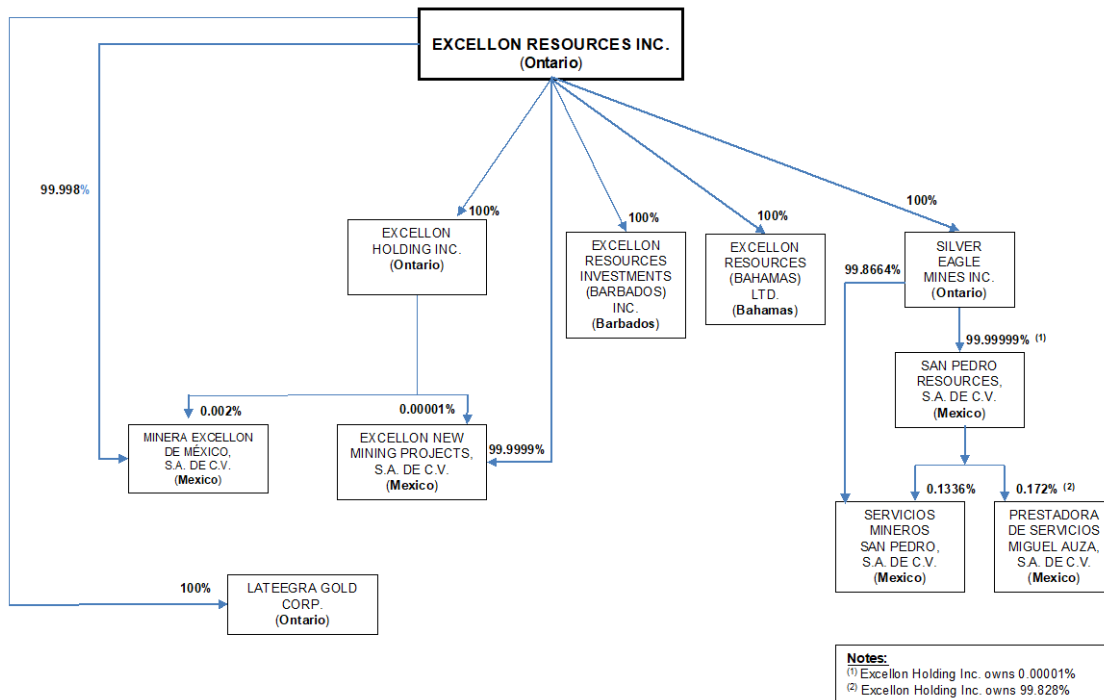 EXCELLON RESOURCES INC.
(Ontario)
99.998%
100%
100%
100%
100%
EXCELLON
HOLDING INC.
(Ontario)
EXCELLON
RESOURCES
INVESTMENTS
(BARBADOS)
INC.
(Barbados)
EXCELLON
RESOURCES
(BAHAMAS)
LTD.
(Bahamas)
SILVER
EAGLE
MINES INC.
(Ontario)
99.8664%
99.99999% (1)
SAN PEDRO
RESOURCES,
S.A. DE C.V.
(Mexico)
0.002%
0.00001%
MINERA EXCELLON
DE MÉXICO,
S.A. DE C.V.
(Mexico)
EXCELLON NEW
MINING PROJECTS,
S.A. DE C.V.
(Mexico)
99.9999%
0.1336%
0.172% (2)
SERVICIOS
MINEROS
SAN PEDRO,
S.A. DE C.V.
(Mexico)
PRESTADORA
DE SERVICIOS
MIGUEL AUZA,
S.A. DE C.V.
(Mexico)
100%
LATEEGRA GOLD
CORP.
(Ontario)
Notes:
(1) Excellon Holding Inc. owns 0.00001%
(2) Excellon Holding Inc. owns 99.828%